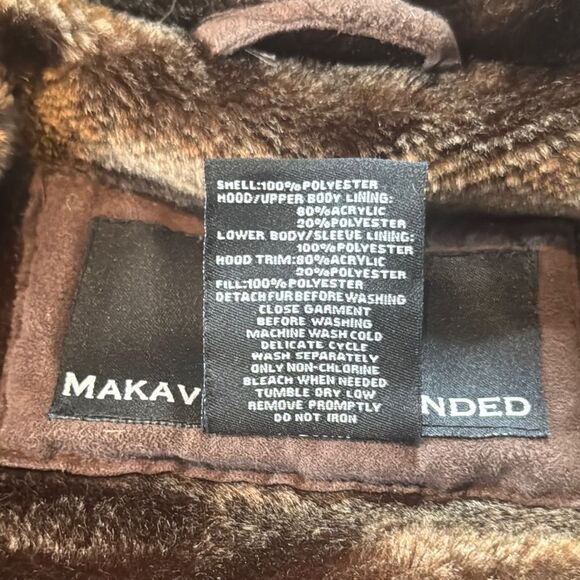 SHELL:100%POLYESTER
HOOD/UPPER BODY LINING:
80%ACRYLIC
20%POLYESTER
LOWER BODY/SLEEVE LINING:
100%POLYESTER
HOOD TRIM:80%ACRYLIC
20%POLYESTER
FILL:100%POLYESTER
DETACH FUR BEFORE WASHING
CLOSE GARMENT
BEFORE WASHING
MACHINE WASH COLD
DELICATE CYCLE
WASH SEPARATELY
ONLY NON-CHLORINE
BLEACH WHEN NEEDED
TUMBLE DRY LOW
REMOVE PROMPTLY
DO NOT IRON
MAKAV NDED